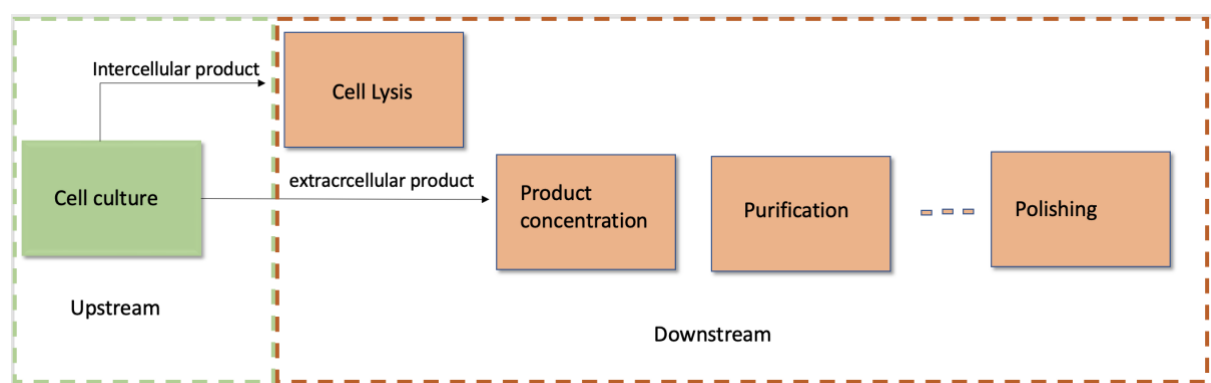 Intercellular product
Cell Lysis
Cell culture
extracrcellular product
Product
concentration
Purification
Polishing
Upstream
Downstream